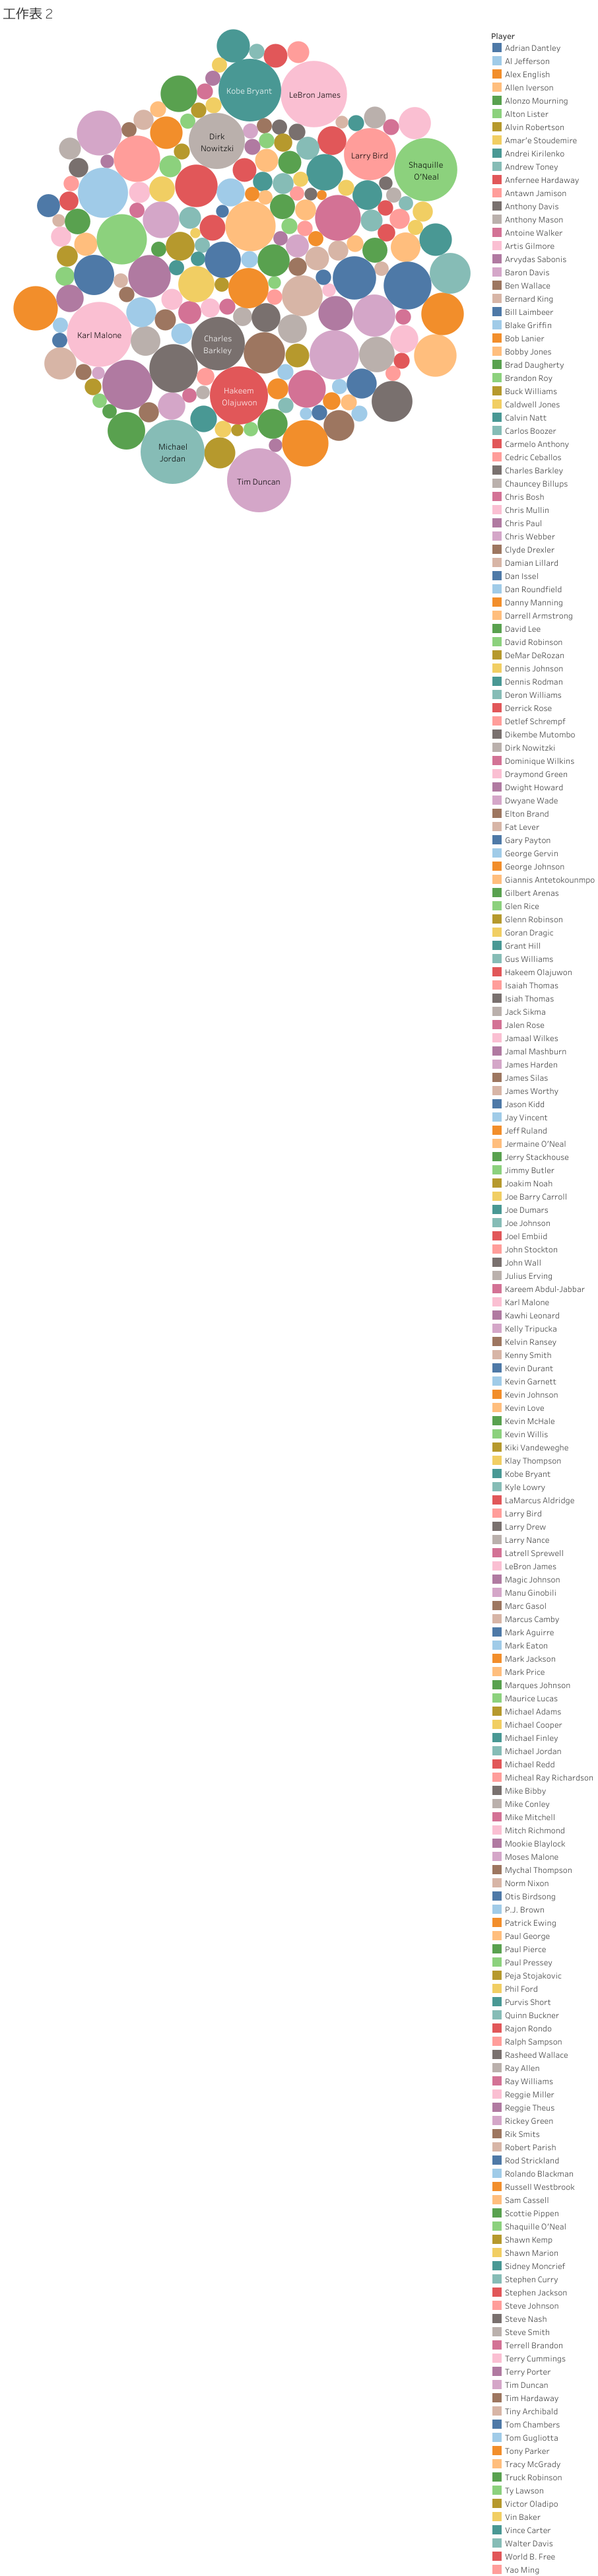 工作表 2
Kobe Bryant
LeBron James
Dirk
Nowitzki
Larry Bird
Shaquille
O'Neal
Karl Malone
Charles
Barkley
Hakeem
Olajuwon
Michael
Jordan
Tim Duncan
Player
Adrian Dantley
Al Jefferson
Alex English
Allen Iverson
Alonzo Mourning
Alton Lister
Alvin Robertson
Amar'e Stoudemire
Andrei Kirilenko
Andrew Toney
Anfernee Hardaway
Antawn Jamison
Anthony Davis
Anthony Mason
Antoine Walker
Artis Gilmore
Arvydas Sabonis
Baron Davis
Ben Wallace
Bernard King
Bill Laimbeer
Blake Griffin
Bob Lanier
Bobby Jones
Brad Daugherty
Brandon Roy
Buck Williams
Caldwell Jones
Calvin Natt
Carlos Boozer
Carmelo Anthony
Cedric Ceballos
Charles Barkley
Chauncey Billups
Chris Bosh
Chris Mullin
Chris Paul
Chris Webber
Clyde Drexler
Damian Lillard
Dan Issel
Dan Roundfield
Danny Manning
Darrell Armstrong
David Lee
David Robinson
DeMar DeRozan
Dennis Johnson
Dennis Rodman
Deron Williams
Derrick Rose
Detlef Schrempf
Dikembe Mutombo
Dirk Nowitzki
Dominique Wilkins
Draymond Green
Dwight Howard
Dwyane Wade
Elton Brand
Fat Lever
Gary Payton
George Gervin
George Johnson
Giannis Antetokounmpo
Gilbert Arenas
Glen Rice
Glenn Robinson
Goran Dragic
Grant Hill
Gus Williams
Hakeem Olajuwon
Isaiah Thomas
Isiah Thomas
Jack Sikma
Jalen Rose
Jamaal Wilkes
Jamal Mashburn
James Harden
James Silas
James Worthy
Jason Kidd
Jay Vincent
Jeff Ruland
Jermaine O'Neal
Jerry Stackhouse
Jimmy Butler
Joakim Noah
Joe Barry Carroll
Joe Dumars
Joe Johnson
Joel Embiid
John Stockton
John Wall
Julius Erving
Kareem Abdul-Jabbar
Karl Malone
Kawhi Leonard
Kelly Tripucka
Kelvin Ransey
Kenny Smith
Kevin Durant
Kevin Garnett
Kevin Johnson
Kevin Love
Kevin McHale
Kevin Willis
Kiki Vandeweghe
Klay Thompson
Kobe Bryant
Kyle Lowry
LaMarcus Aldridge
Larry Bird
Larry Drew
Larry Nance
Latrell Sprewell
LeBron James
Magic Johnson
Manu Ginobili
Marc Gasol
Marcus Camby
Mark Aguirre
Mark Eaton
Mark Jackson
Mark Price
Marques Johnson
Maurice Lucas
Michael Adams
Michael Cooper
Michael Finley
Michael Jordan
Michael Redd
Micheal Ray Richardson
Mike Bibby
Mike Conley
Mike Mitchell
Mitch Richmond
Mookie Blaylock
Moses Malone
Mychal Thompson
Norm Nixon
Otis Birdsong
P.J. Brown
Patrick Ewing
Paul George
Paul Pierce
Paul Pressey
Peja Stojakovic
Phil Ford
Purvis Short
Quinn Buckner
Rajon Rondo
Ralph Sampson
Rasheed Wallace
Ray Allen
Ray Williams
Reggie Miller
Reggie Theus
Rickey Green
Rik Smits
Robert Parish
Rod Strickland
Rolando Blackman
Russell Westbrook
Sam Cassell
Scottie Pippen
Shaquille O'Neal
Shawn Kemp
Shawn Marion
Sidney Moncrief
Stephen Curry
Stephen Jackson
Steve Johnson
Steve Nash
Steve Smith
Terrell Brandon
Terry Cummings
Terry Porter
Tim Duncan
Tim Hardaway
Tiny Archibald
Tom Chambers
Tom Gugliotta
Tony Parker
Tracy McGrady
Truck Robinson
Ty Lawson
Victor Oladipo
Vin Baker
Vince Carter
Walter Davis
World B. Free
Yao Ming